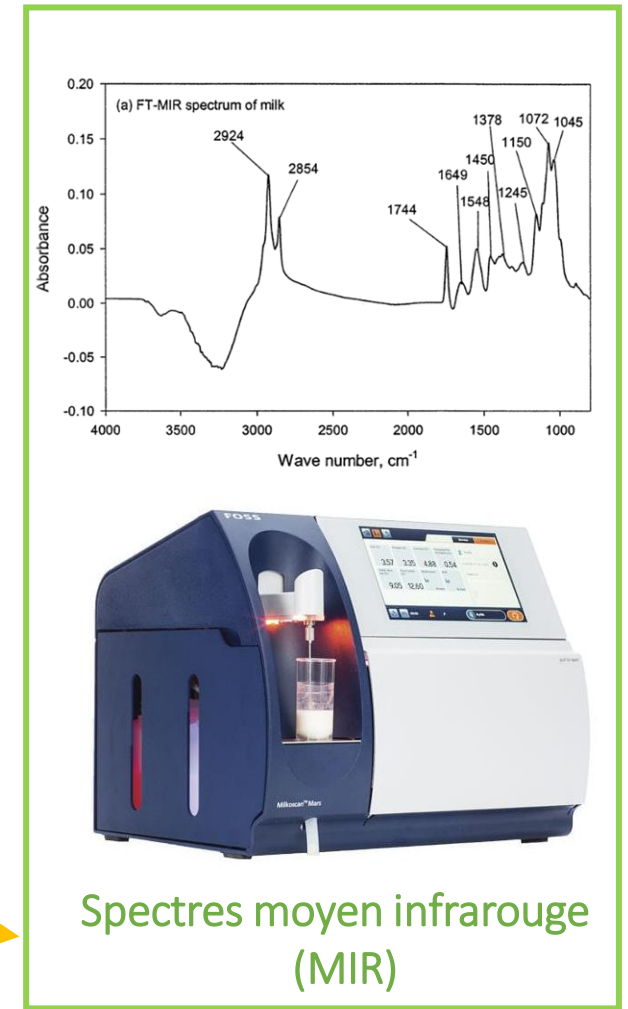 0.20
0.15
0.10
0.05
0.00
-0.05
-0.10
Absorbance
(a) FT-MIR spectrum of milk
2924
2854
1744
1649
1548
1450
1378
1245
1150
1072
1045
4000 3500 3000 2500 2000 1500 1000
Wave number, cm-1
FOSS
3.57 3.35 4.88 0.54
9.05 12.60
Milkoscan™ Mars
Spectres moyen infrarouge
(MIR)